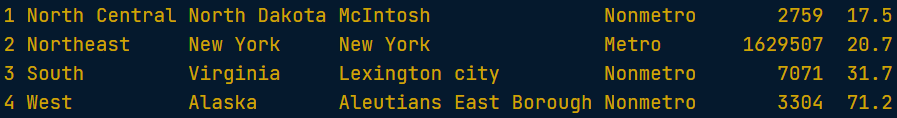 1 North Central North Dakota McIntosh Nonmetro 2759 17.5
2 Northeast New York New York Metro 1629507 20.7
3 South Virginia Lexington city Nonmetro 7071 31.7
4 West Alaska Aleutians East Borough Nonmetro 3304 71.2